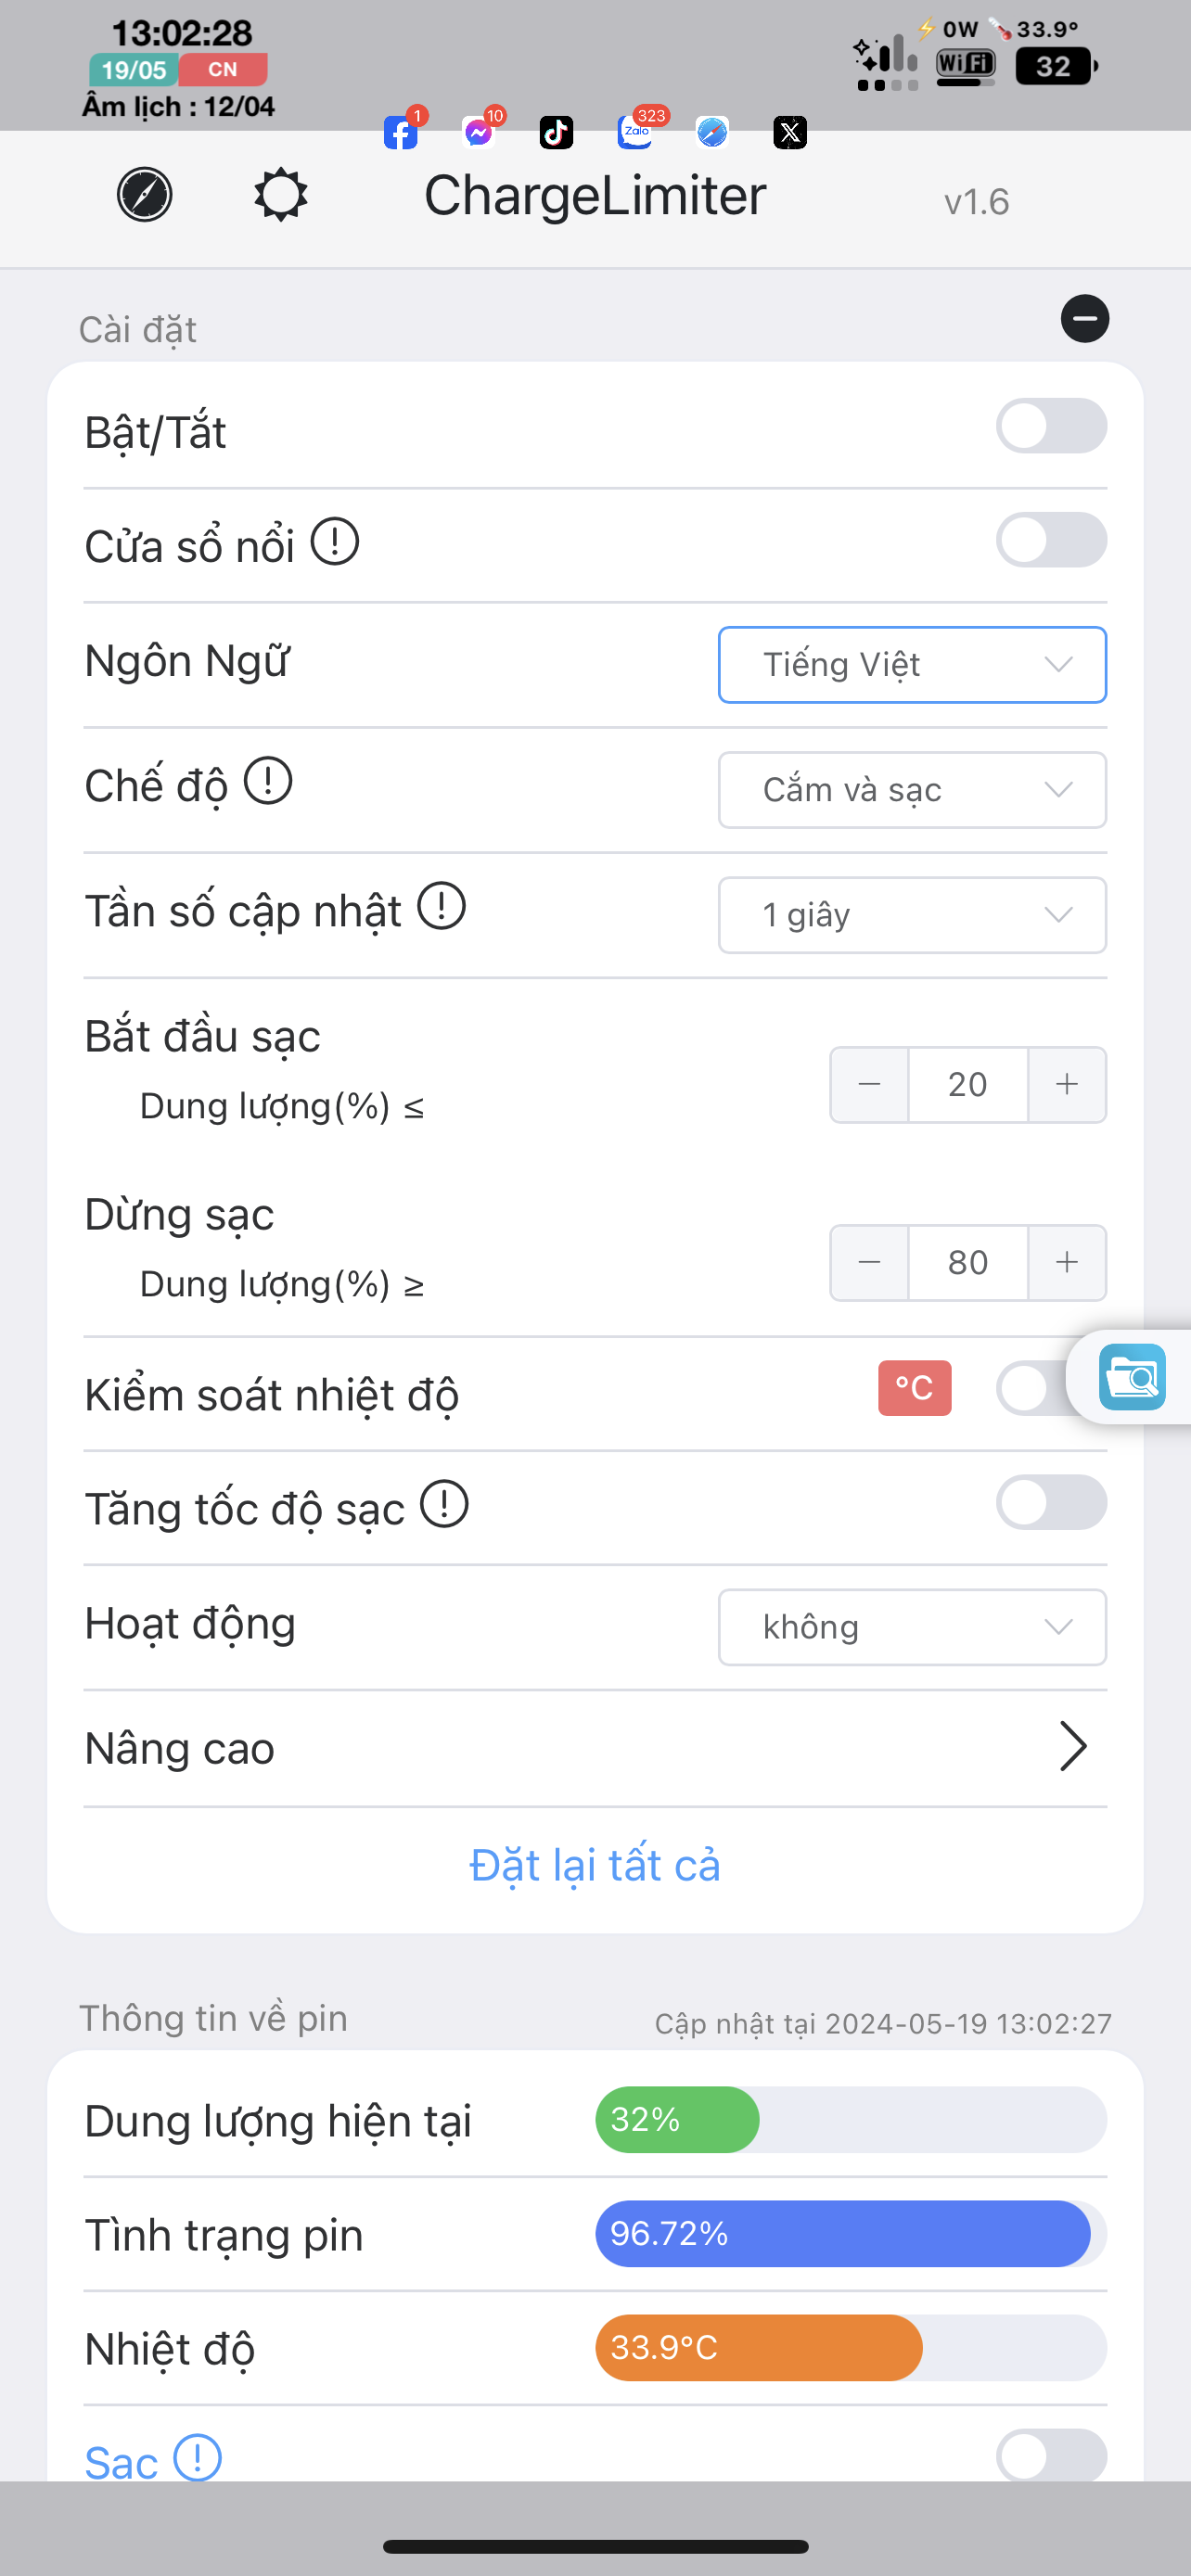 13:02:28
19/05 CN
Âm lịch : 12/04
⚡0W 33.9°
WiFi 32
1 10 Zalo 323
ChargeLimiter v1.6
Cài đặt
Bật/Tắt
Cửa sổ nổi
Ngôn Ngữ Tiếng Việt
Chế độ Cắm và sạc
Tần số cập nhật 1 giây
Bắt đầu sạc
Dung lượng(%) ≤ − 20 +
Dừng sạc
Dung lượng(%) ≥ − 80 +
Kiểm soát nhiệt độ °C
Tăng tốc độ sạc
Hoạt động không
Nâng cao
Đặt lại tất cả
Thông tin về pin Cập nhật tại 2024-05-19 13:02:27
Dung lượng hiện tại 32%
Tình trạng pin 96.72%
Nhiệt độ 33.9°C
Sạc